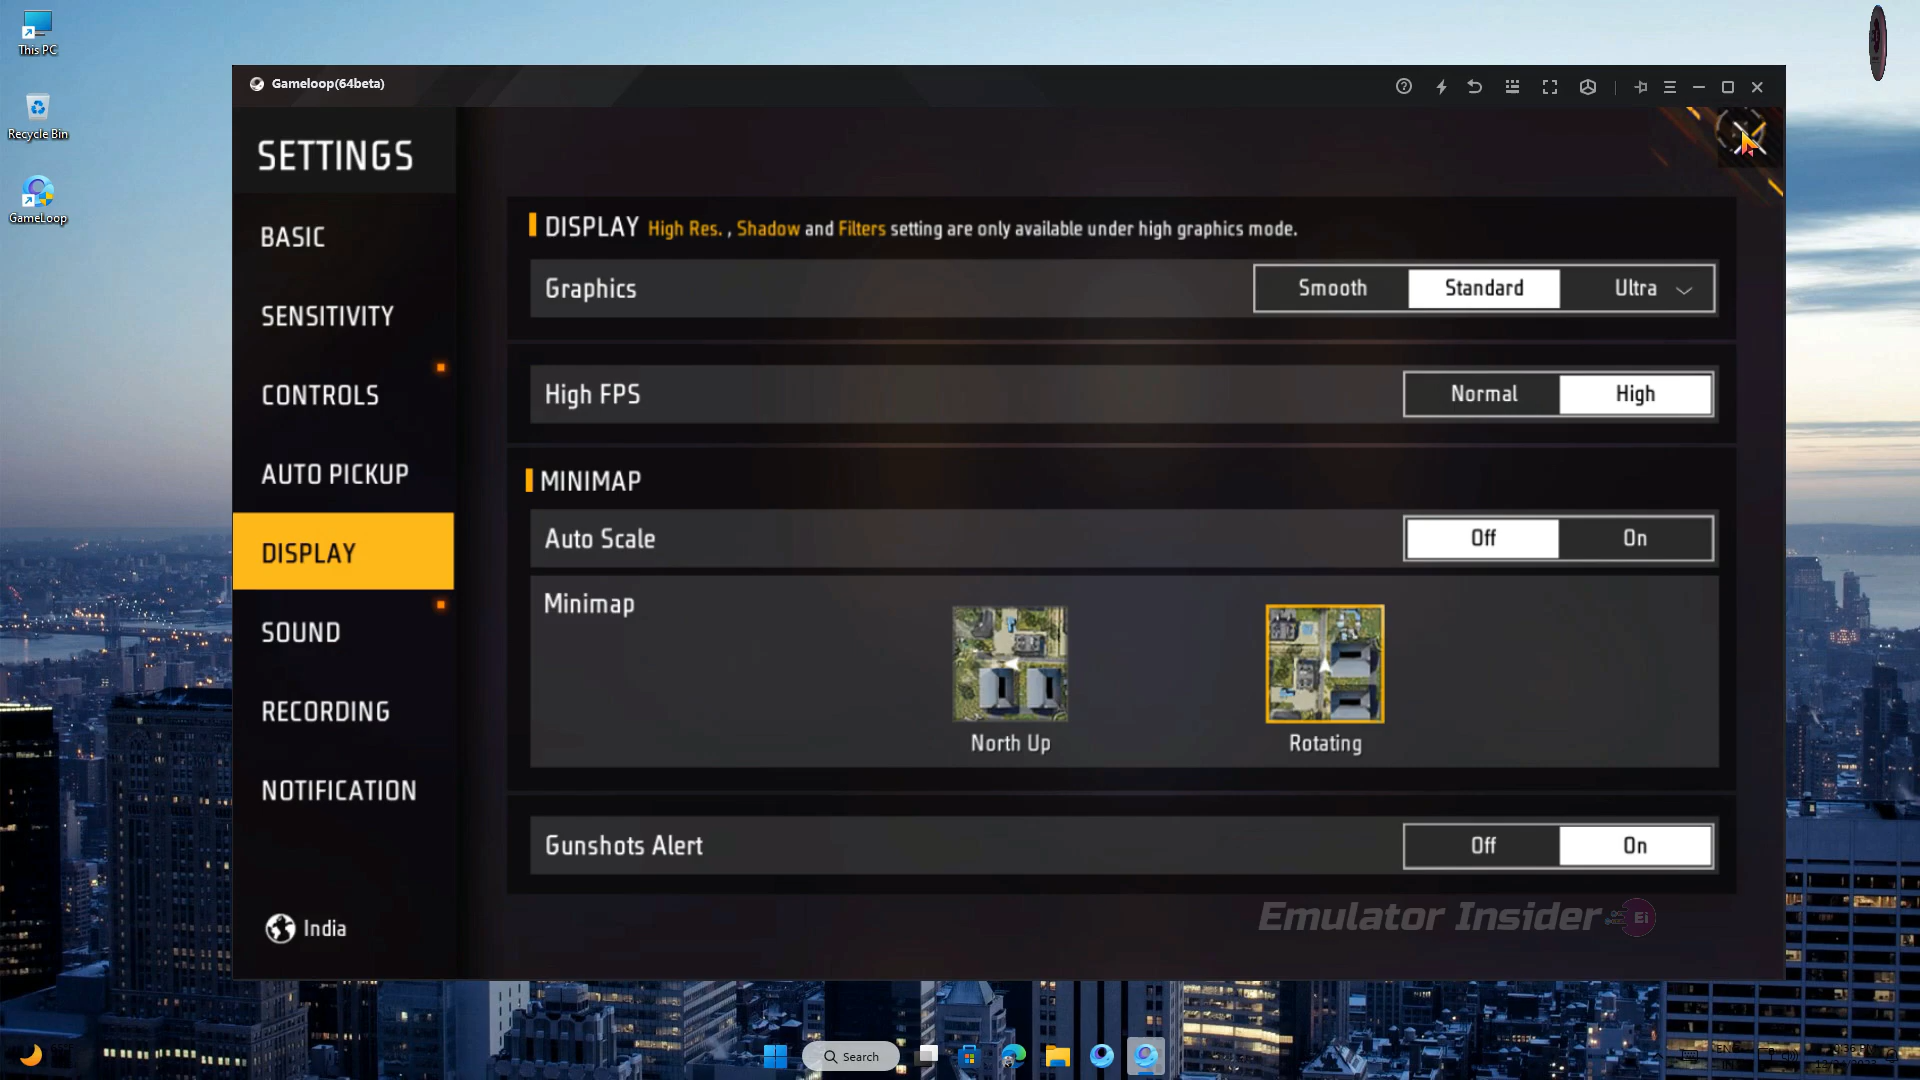 This PC
Recycle Bin
GameLoop
Gameloop(64beta)
SETTINGS
BASIC
SENSITIVITY
CONTROLS
AUTO PICKUP
DISPLAY
SOUND
RECORDING
NOTIFICATION
India
DISPLAY High Res. , Shadow and Filters setting are only available under high graphics mode.
Graphics Smooth Standard Ultra
High FPS Normal High
MINIMAP
Auto Scale Off On
Minimap
North Up Rotating
Gunshots Alert Off On
Emulator Insider Ei
Search